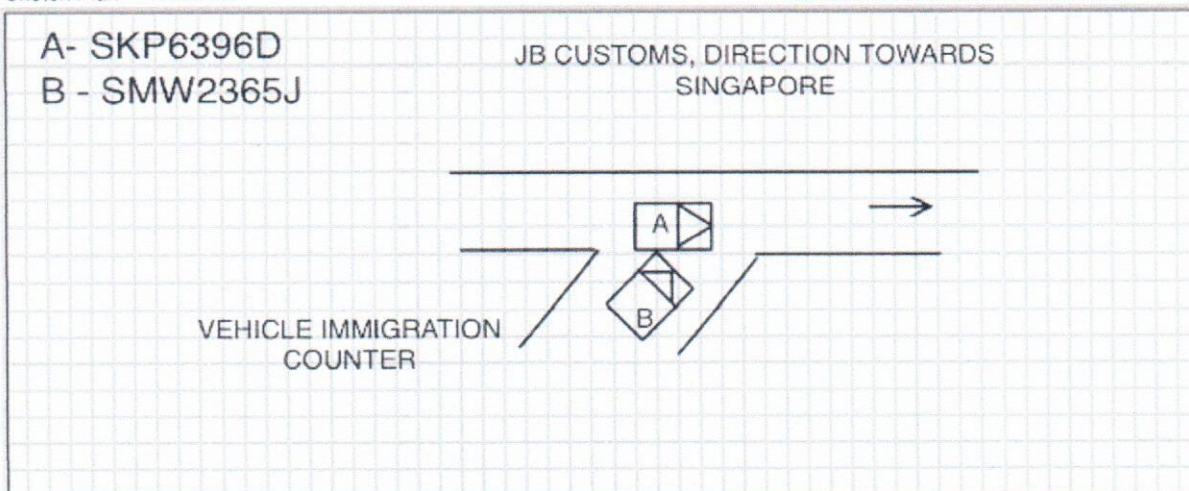 A- SKP6396D
B - SMW2365J
JB CUSTOMS, DIRECTION TOWARDS
SINGAPORE
A
B
VEHICLE IMMIGRATION
COUNTER